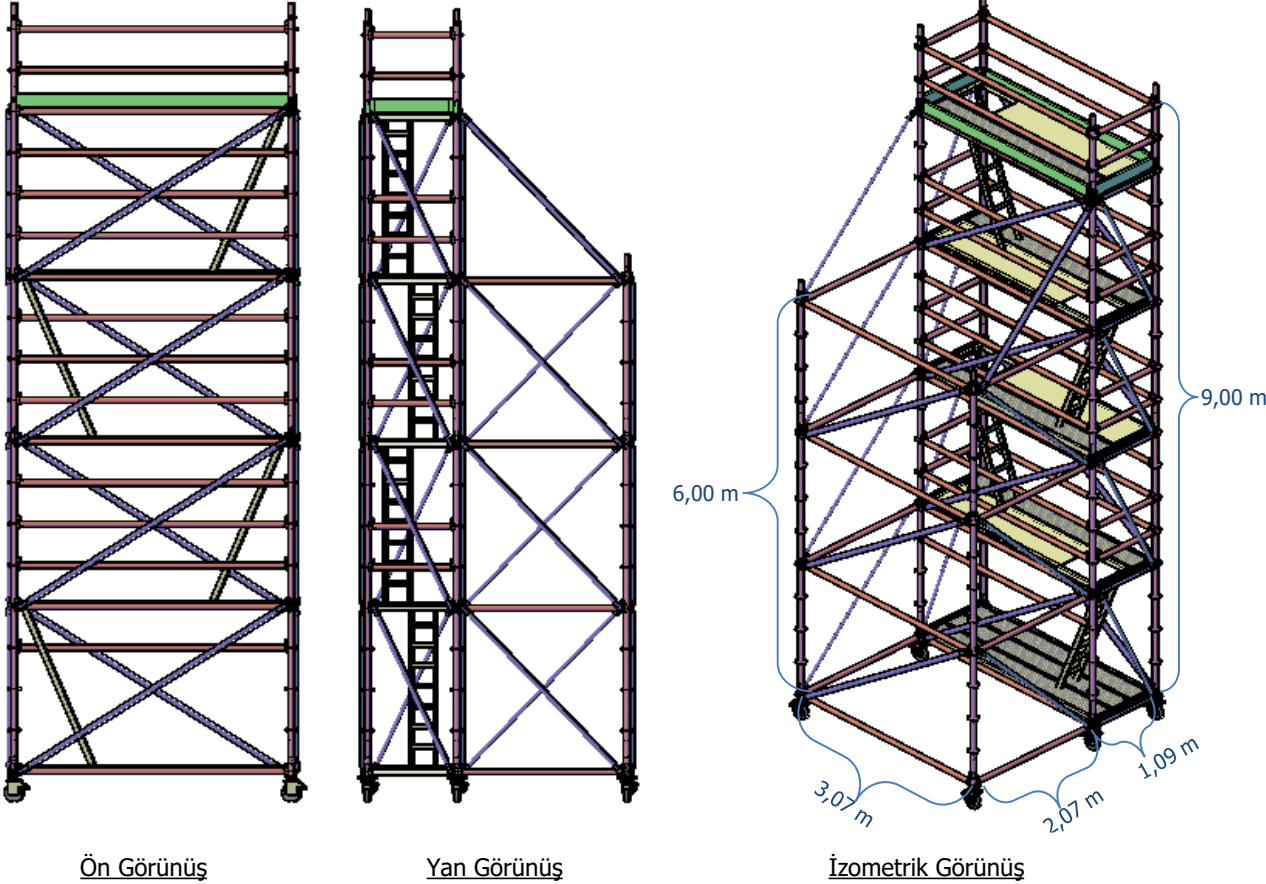 9,00 m
6,00 m
1,09 m
3,07 m
2,07 m
Ön Görünüş
Yan Görünüş
İzometrik Görünüş